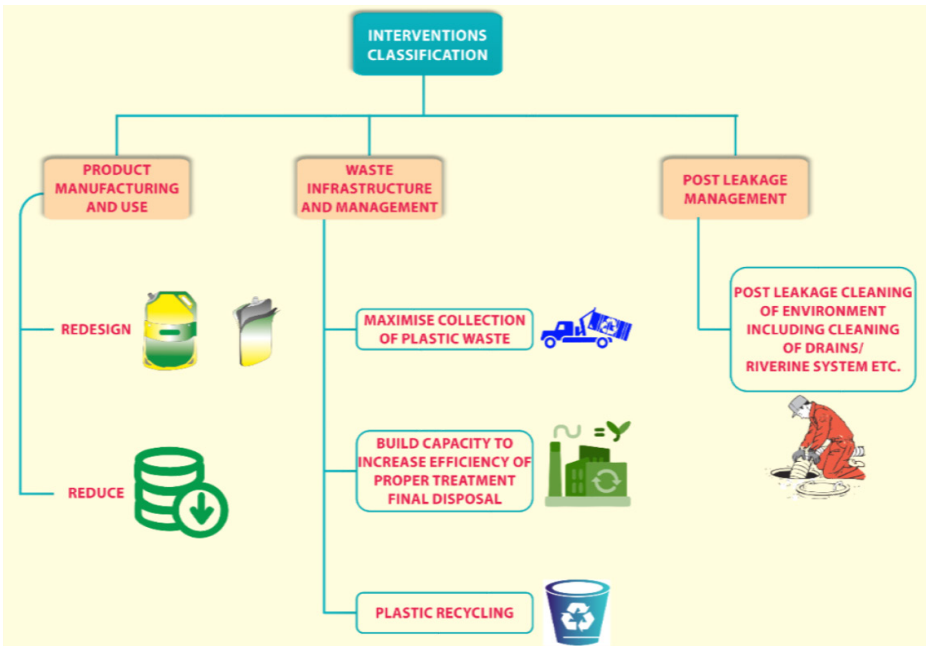 INTERVENTIONS
CLASSIFICATION
PRODUCT
MANUFACTURING
AND USE
WASTE
INFRASTRUCTURE
AND MANAGEMENT
POST LEAKAGE
MANAGEMENT
REDESIGN
MAXIMISE COLLECTION
OF PLASTIC WASTE
POST LEAKAGE CLEANING
OF ENVIRONMENT
INCLUDING CLEANING
OF DRAINS/
RIVERINE SYSTEM ETC.
REDUCE
BUILD CAPACITY TO
INCREASE EFFICIENCY OF
PROPER TREATMENT
FINAL DISPOSAL
PLASTIC RECYCLING